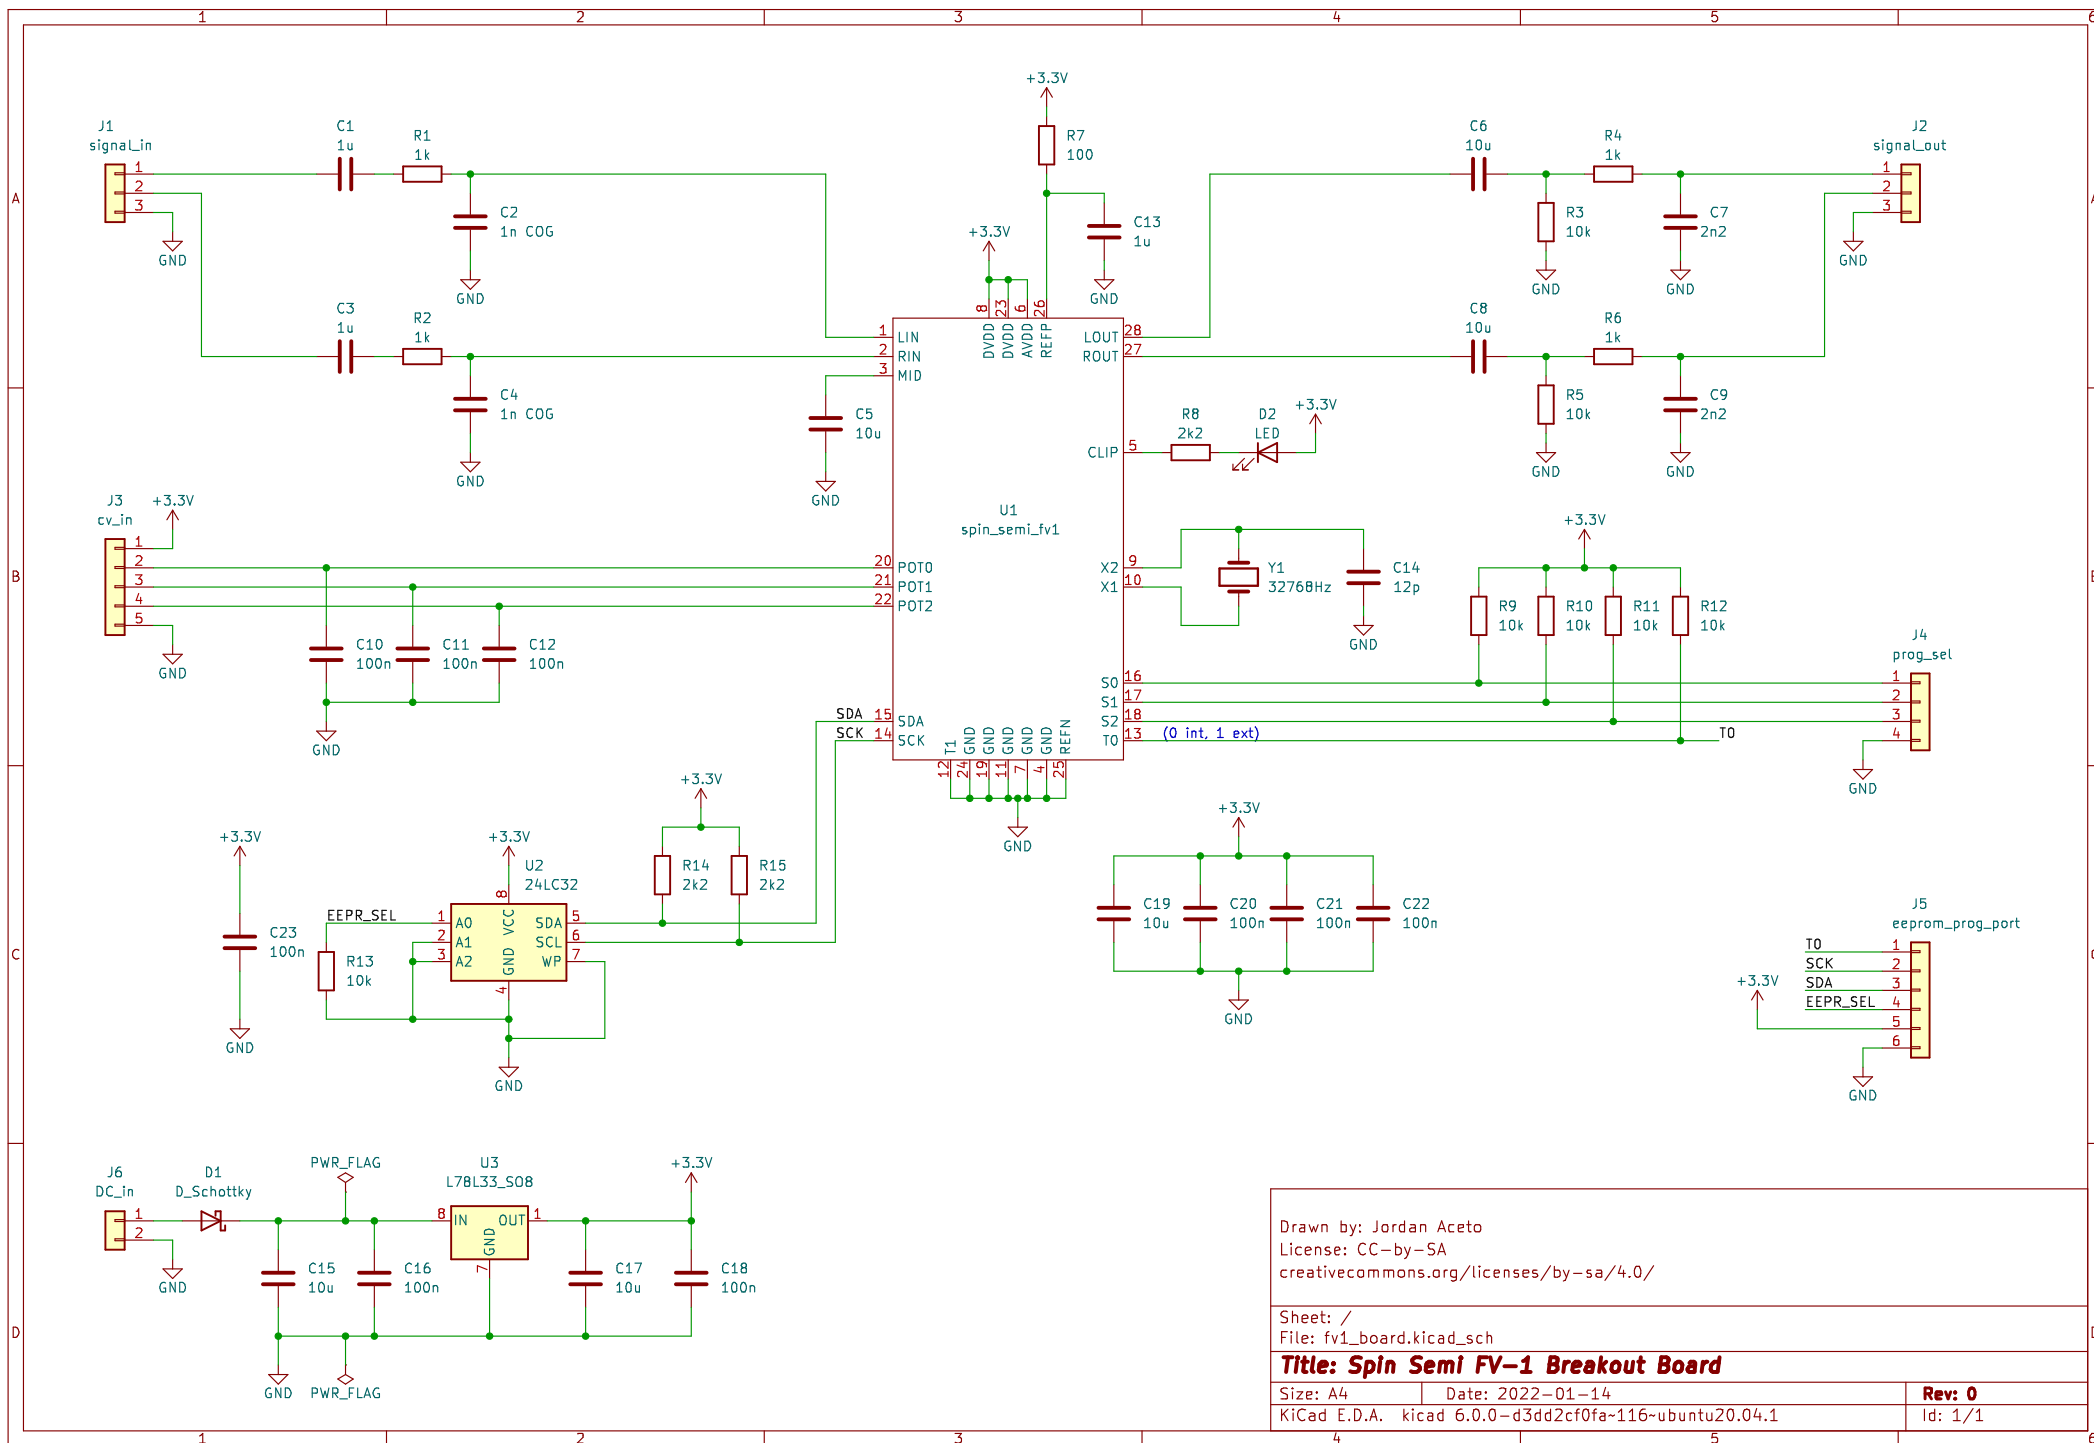 1 2 3 4 5 6
+3.3V
J1
signal_in
1
2
3
GND
C1
1u
R1
1k
C2
1n COG
GND
C3
1u
R2
1k
C4
1n COG
GND
R7
100
C13
1u
GND
+3.3V
C6
10u
R4
1k
R3
10k
GND
C7
2n2
GND
J2
signal_out
1
2
3
GND
C8
10u
R6
1k
R5
10k
GND
C9
2n2
GND
A
8 23 6 26
DVDD DVDD AVDD REFP
1 LIN
2 RIN
3 MID
LOUT 28
ROUT 27
C5
10u
GND
CLIP 5
R8
2k2
D2
LED
+3.3V
U1
spin_semi_fv1
J3
cv_in
+3.3V
1
2
3
4
5
GND
B
20 POT0
21 POT1
22 POT2
C10
100n
C11
100n
C12
100n
GND
X2 9
X1 10
Y1
32768Hz
C14
12p
GND
+3.3V
R9
10k
R10
10k
R11
10k
R12
10k
J4
prog_sel
1
2
3
4
GND
S0 16
S1 17
S2 18
T0 13
(0 int, 1 ext)
T0
SDA 15 SDA
SCK 14 SCK
T1 GND GND GND GND GND REFN
12 24 19 11 7 4 25
GND
+3.3V
C23
100n
GND
+3.3V
U2
24LC32
EEPR_SEL
R13
10k
8
VCC
1 A0
2 A1
3 A2
SDA 5
SCL 6
WP 7
GND
4
GND
+3.3V
R14
2k2
R15
2k2
+3.3V
C19
10u
C20
100n
C21
100n
C22
100n
GND
C
J5
eeprom_prog_port
T0 1
SCK 2
SDA 3
EEPR_SEL 4
5
6
+3.3V
GND
J6
DC_in
1
2
GND
D1
D_Schottky
PWR_FLAG
C15
10u
C16
100n
U3
L78L33_SO8
8 IN
OUT 1
GND
7
C17
10u
C18
100n
+3.3V
GND
PWR_FLAG
D
Drawn by: Jordan Aceto
License: CC-by-SA
creativecommons.org/licenses/by-sa/4.0/
Sheet: /
File: fv1_board.kicad_sch
Title: Spin Semi FV-1 Breakout Board
Size: A4
Date: 2022-01-14
Rev: 0
KiCad E.D.A. kicad 6.0.0-d3dd2cf0fa~116~ubuntu20.04.1
Id: 1/1
1 2 3 4 5 6